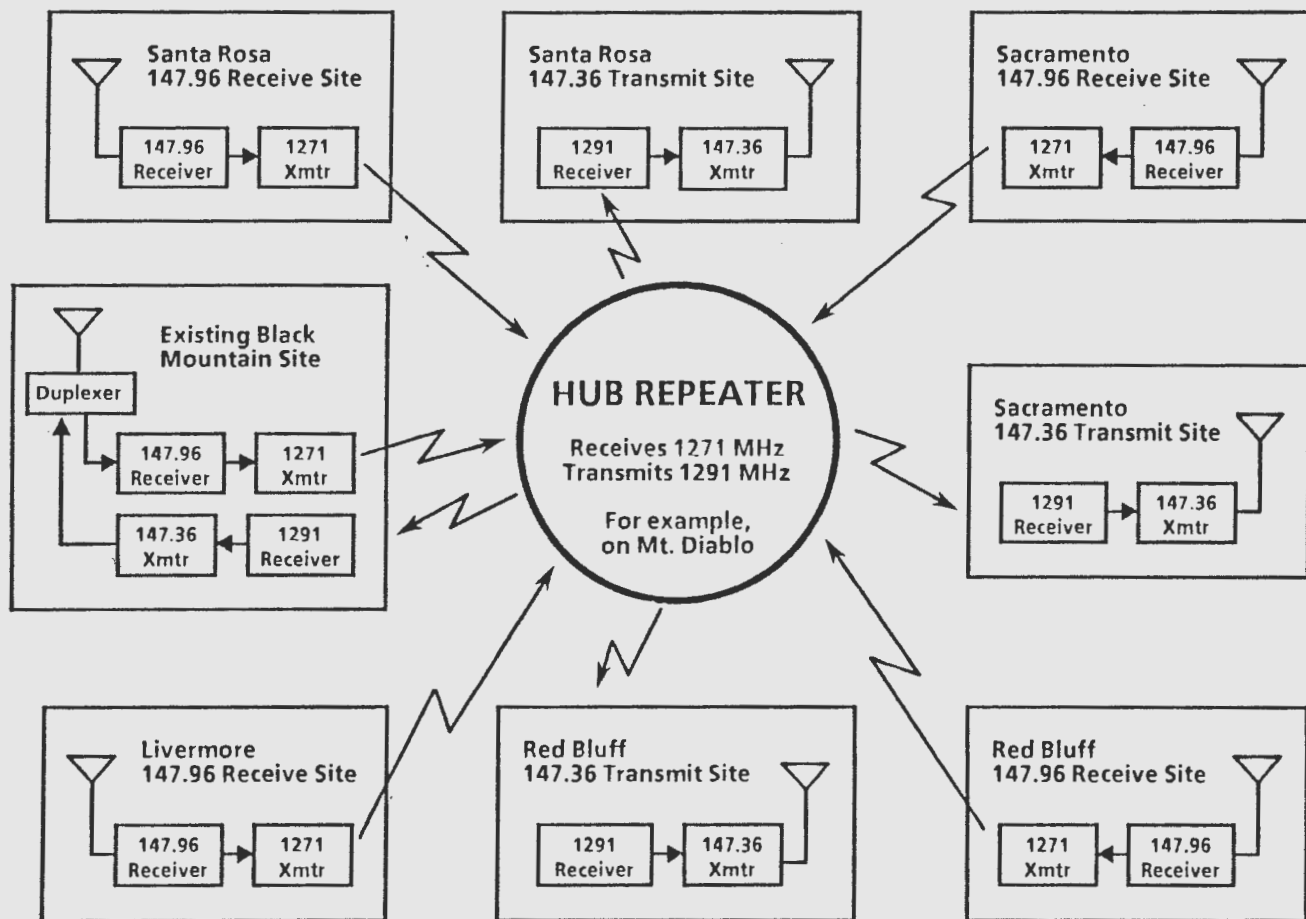 Santa Rosa
147.96 Receive Site
147.96
Receiver
1271
Xmtr
Santa Rosa
147.36 Transmit Site
1291
Receiver
147.36
Xmtr
Sacramento
147.96 Receive Site
1271
Xmtr
147.96
Receiver
Existing Black
Mountain Site
Duplexer
147.96
Receiver
1271
Xmtr
147.36
Xmtr
1291
Receiver
HUB REPEATER
Receives 1271 MHz
Transmits 1291 MHz
For example,
on Mt. Diablo
Sacramento
147.36 Transmit Site
1291
Receiver
147.36
Xmtr
Livermore
147.96 Receive Site
147.96
Receiver
1271
Xmtr
Red Bluff
147.36 Transmit Site
1291
Receiver
147.36
Xmtr
Red Bluff
147.96 Receive Site
1271
Xmtr
147.96
Receiver